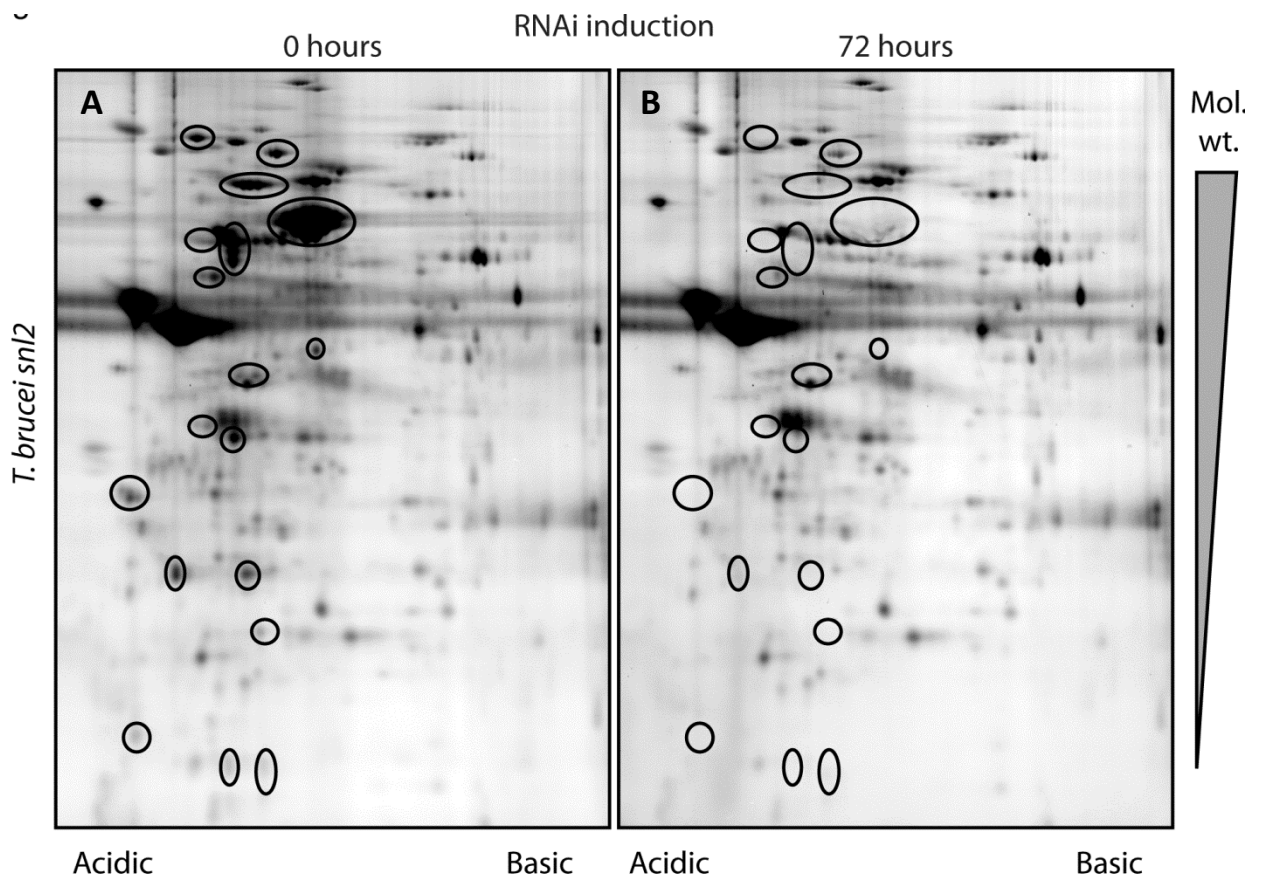 RNAi induction
0 hours 72 hours
A B
Mol.
wt.
T. brucei snl2
Acidic Basic Acidic Basic